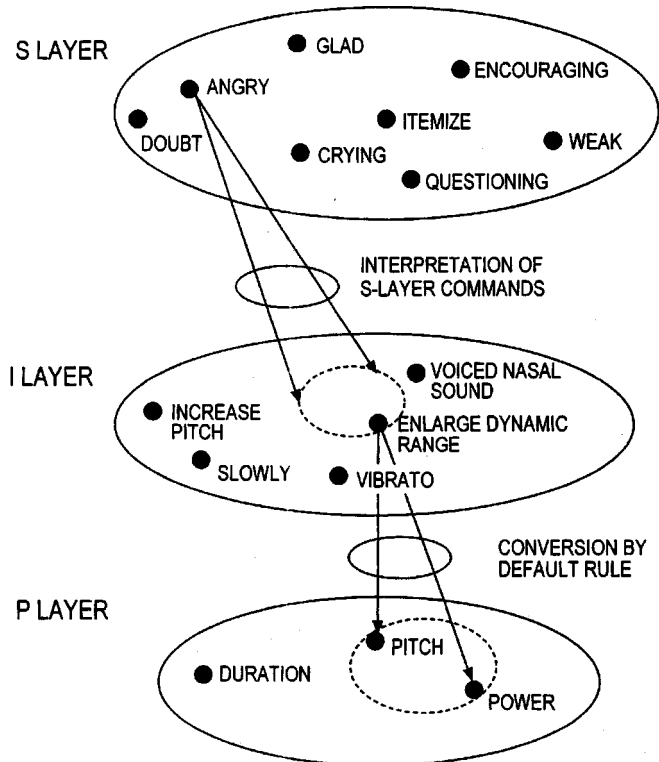 S LAYER
GLAD
ENCOURAGING
ANGRY
ITEMIZE
DOUBT
WEAK
CRYING
QUESTIONING
INTERPRETATION OF
S-LAYER COMMANDS
I LAYER
VOICED NASAL
SOUND
INCREASE
PITCH
ENLARGE DYNAMIC
RANGE
SLOWLY
VIBRATO
CONVERSION BY
DEFAULT RULE
P LAYER
PITCH
DURATION
POWER